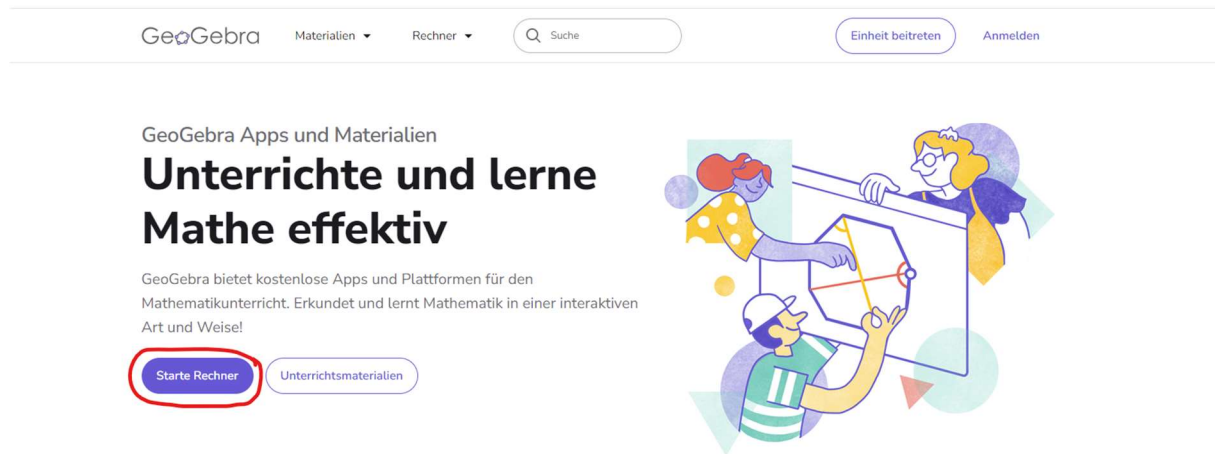 GeoGebra
Materialien
Rechner
Suche
Einheit beitreten
Anmelden
GeoGebra Apps und Materialien
Unterrichte und lerne
Mathe effektiv
GeoGebra bietet kostenlose Apps und Plattformen für den
Mathematikunterricht. Erkundet und lernt Mathematik in einer interaktiven
Art und Weise!
Starte Rechner
Unterrichtsmaterialien